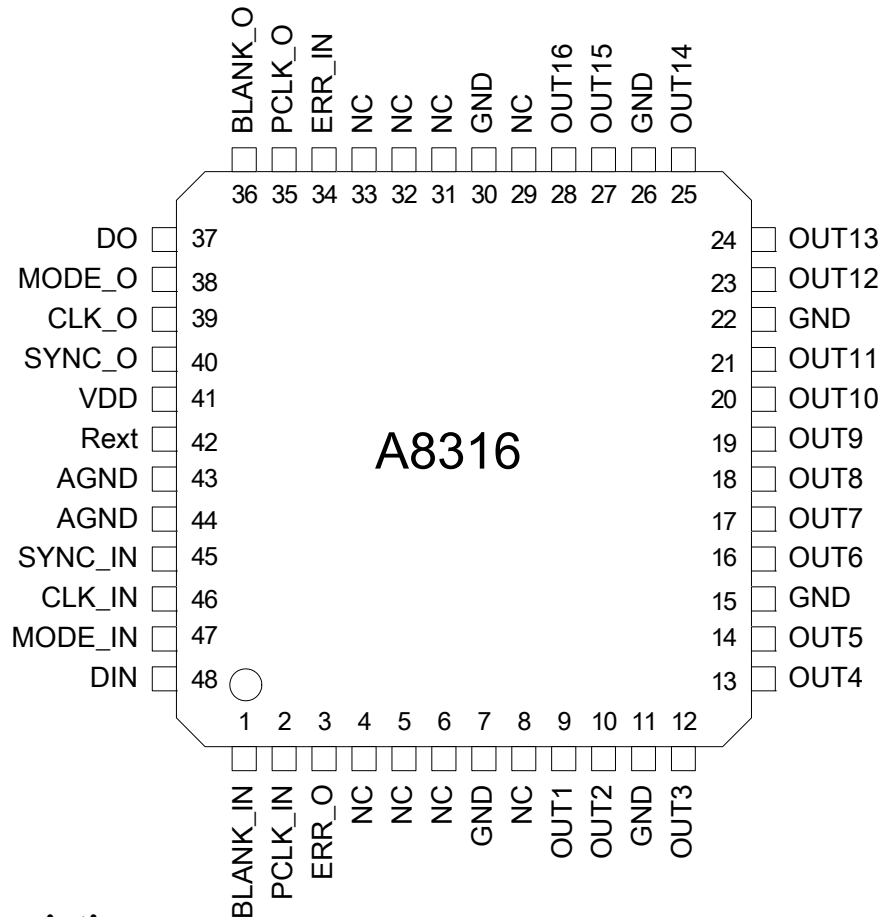 BLANK_O
PCLK_O
ERR_IN
NC
NC
NC
GND
NC
OUT16
OUT15
GND
OUT14
36 35 34 33 32 31 30 29 28 27 26 25
DO 37 24 OUT13
MODE_O 38 23 OUT12
CLK_O 39 22 GND
SYNC_O 40 21 OUT11
VDD 41 20 OUT10
Rext 42 19 OUT9
A8316
AGND 43 18 OUT8
AGND 44 17 OUT7
SYNC_IN 45 16 OUT6
CLK_IN 46 15 GND
MODE_IN 47 14 OUT5
DIN 48 13 OUT4
1 2 3 4 5 6 7 8 9 10 11 12
BLANK_IN
PCLK_IN
ERR_O
NC
NC
NC
GND
NC
OUT1
OUT2
GND
OUT3